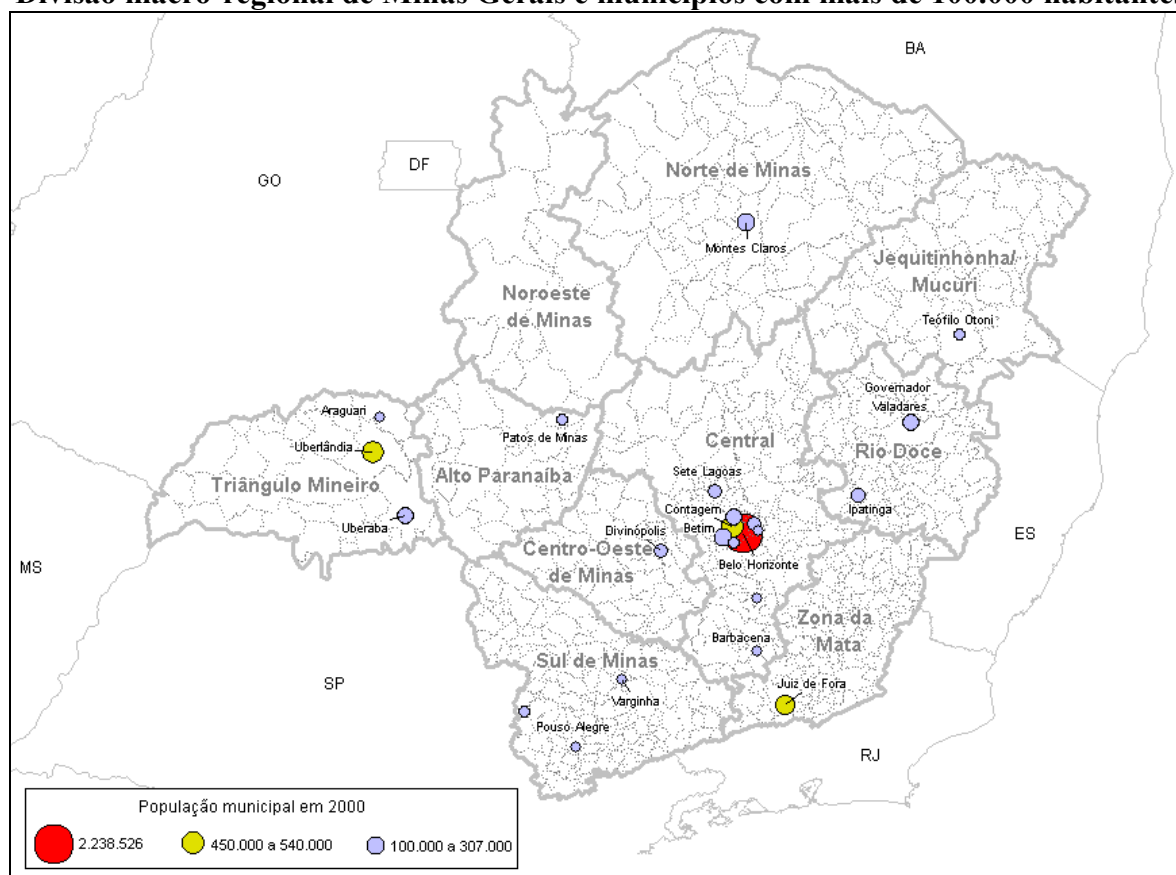 Divisão macro-regional de Minas Gerais e municípios com mais de 100.000 habitantes
BA
DF
GO
Norte de Minas
Montes Claros
Jequitinhonha/
Mucuri
Teófilo Otoni
Noroeste
de Minas
Governador
Valadares
Araguari
Patos de Minas
Uberlândia
Central
Rio Doce
Alto Paranaíba
Triângulo Mineiro
Sete Lagoas
Contagem
Ipatinga
Uberaba
Betim
Divinópolis
ES
Centro-Oeste
de Minas
Belo Horizonte
MS
Zona da
Mata
Barbacena
Sul de Minas
SP
Juiz de Fora
Varginha
Pouso Alegre
RJ
População municipal em 2000
2.238.526
450.000 a 540.000
100.000 a 307.000